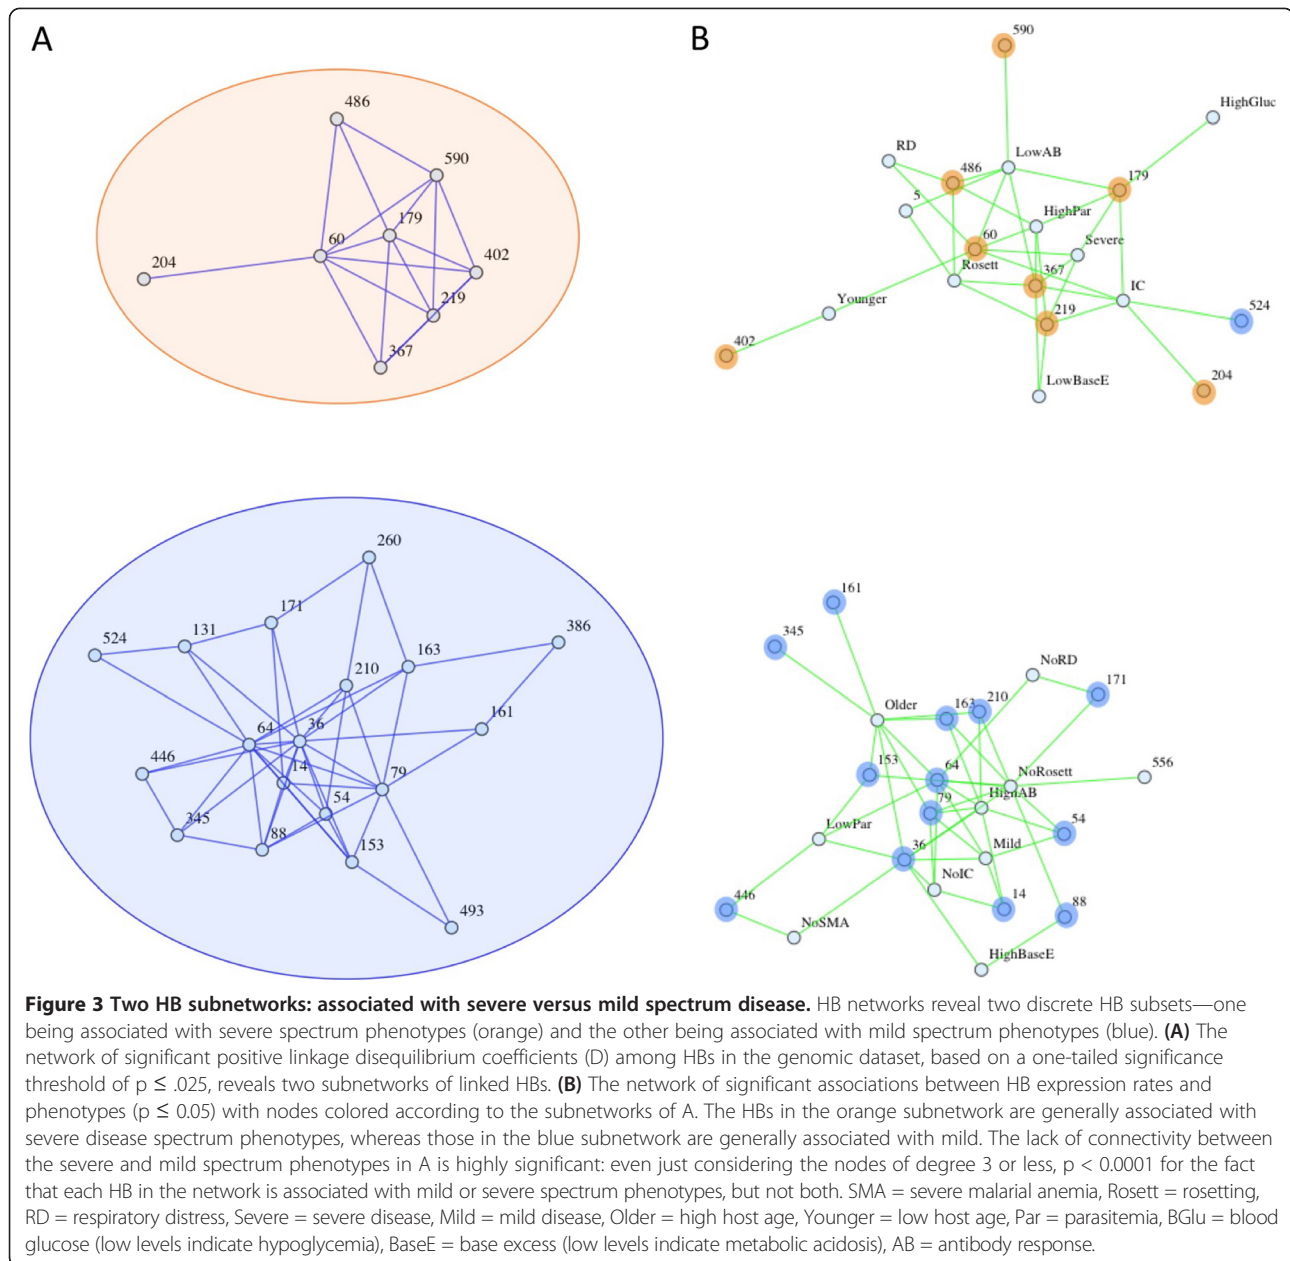 A
486
590
179
60
204
402
219
367
B
590
HighGluc
RD
LowAB
486
179
5
HighPar
60
Severe
Rosett
367
IC
Younger
219
524
402
LowBaseE
204
260
171
131
524
386
163
210
64
36
161
446
14
79
54
345
88
153
493
161
345
NoRD
171
Older
163
210
153
64
NoRosett
556
79
HighAB
LowPar
54
36
Mild
NoIC
446
14
88
NoSMA
HighBaseE
Figure 3 Two HB subnetworks: associated with severe versus mild spectrum disease. HB networks reveal two discrete HB subsets—one
being associated with severe spectrum phenotypes (orange) and the other being associated with mild spectrum phenotypes (blue). (A) The
network of significant positive linkage disequilibrium coefficients (D) among HBs in the genomic dataset, based on a one-tailed significance
threshold of p ≤ .025, reveals two subnetworks of linked HBs. (B) The network of significant associations between HB expression rates and
phenotypes (p ≤ 0.05) with nodes colored according to the subnetworks of A. The HBs in the orange subnetwork are generally associated with
severe disease spectrum phenotypes, whereas those in the blue subnetwork are generally associated with mild. The lack of connectivity between
the severe and mild spectrum phenotypes in A is highly significant: even just considering the nodes of degree 3 or less, p < 0.0001 for the fact
that each HB in the network is associated with mild or severe spectrum phenotypes, but not both. SMA = severe malarial anemia, Rosett = rosetting,
RD = respiratory distress, Severe = severe disease, Mild = mild disease, Older = high host age, Younger = low host age, Par = parasitemia, BGlu = blood
glucose (low levels indicate hypoglycemia), BaseE = base excess (low levels indicate metabolic acidosis), AB = antibody response.